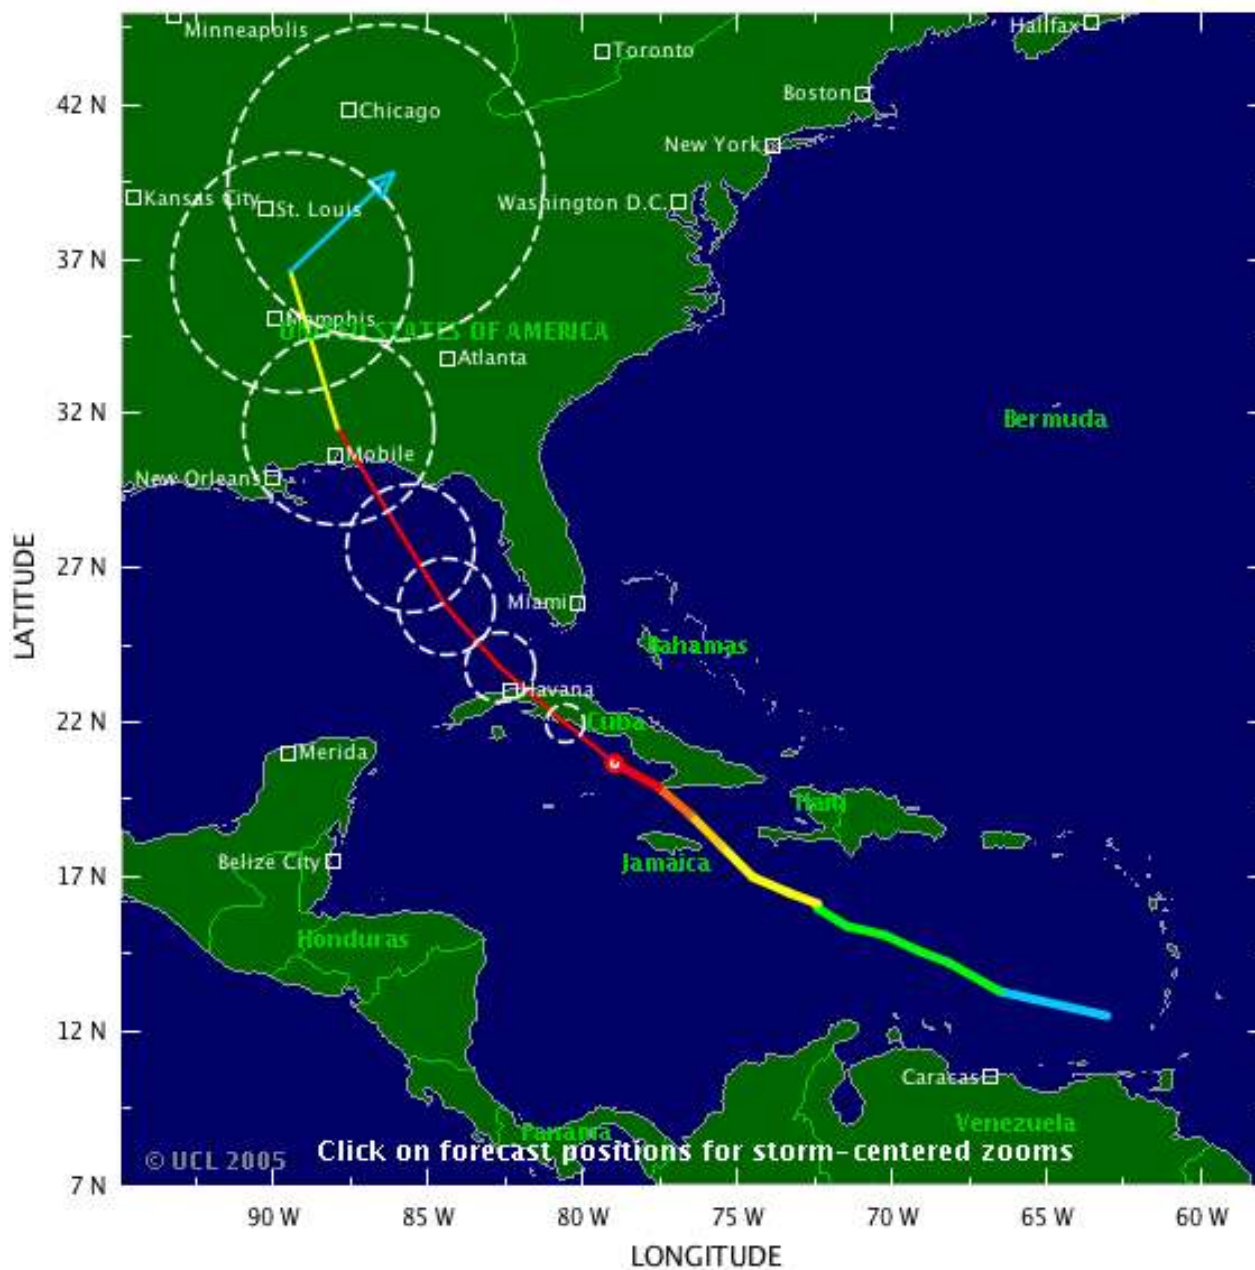 Minneapolis
Halifax
Toronto
42 N
Boston
Chicago
New York
Kansas City
St. Louis
Washington D.C.
37 N
Memphis
UNITED STATES OF AMERICA
Atlanta
32 N
Bermuda
Mobile
New Orleans
27 N
Miami
LATITUDE
Bahamas
Havana
22 N
Cuba
Merida
Haiti
17 N
Belize City
Jamaica
Honduras
12 N
Caracas
Panama
Venezuela
Click on forecast positions for storm-centered zooms
© UCL 2005
7 N
90 W
85 W
80 W
75 W
70 W
65 W
60 W
LONGITUDE